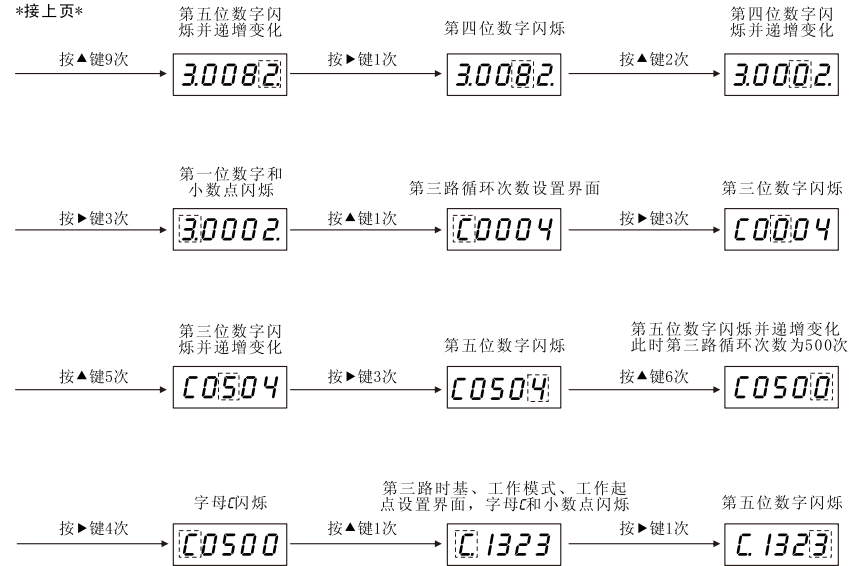 *接上页*
第五位数字闪
烁并递增变化
第四位数字闪烁
第四位数字闪
烁并递增变化
按▲键9次
3.0082.
按▶键1次
3.0082.
按▲键2次
3.0002.
第一位数字和
小数点闪烁
第三路循环次数设置界面
第三位数字闪烁
按▶键3次
3.0002.
按▲键1次
C0004
按▶键3次
C0004
第三位数字闪
烁并递增变化
第五位数字闪烁
第五位数字闪烁并递增变化
此时第三路循环次数为500次
按▲键5次
C0504
按▶键3次
C0504
按▲键6次
C0500
字母C闪烁
第三路时基、工作模式、工作起
点设置界面，字母C和小数点闪烁
第五位数字闪烁
按▶键4次
C0500
按▲键1次
C.1323
按▶键1次
C.1323